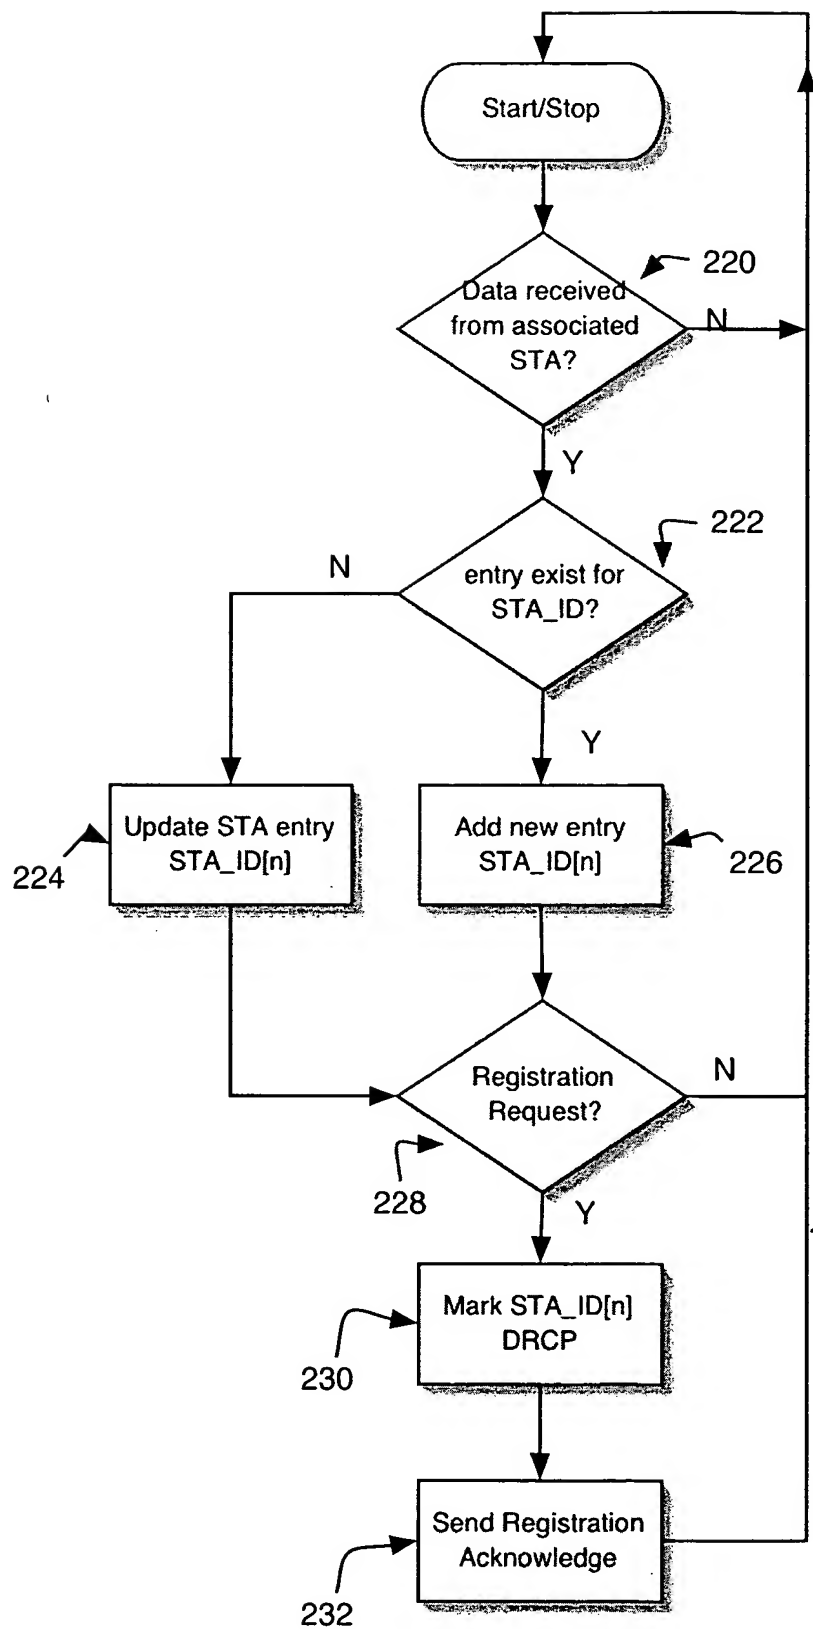 Start/Stop
220
Data received
from associated
STA?
N
Y
222
entry exist for
STA_ID?
N
Y
Update STA entry
STA_ID[n]
224
Add new entry
STA_ID[n]
226
Registration
Request?
N
228
Y
Mark STA_ID[n]
DRCP
230
Send Registration
Acknowledge
232